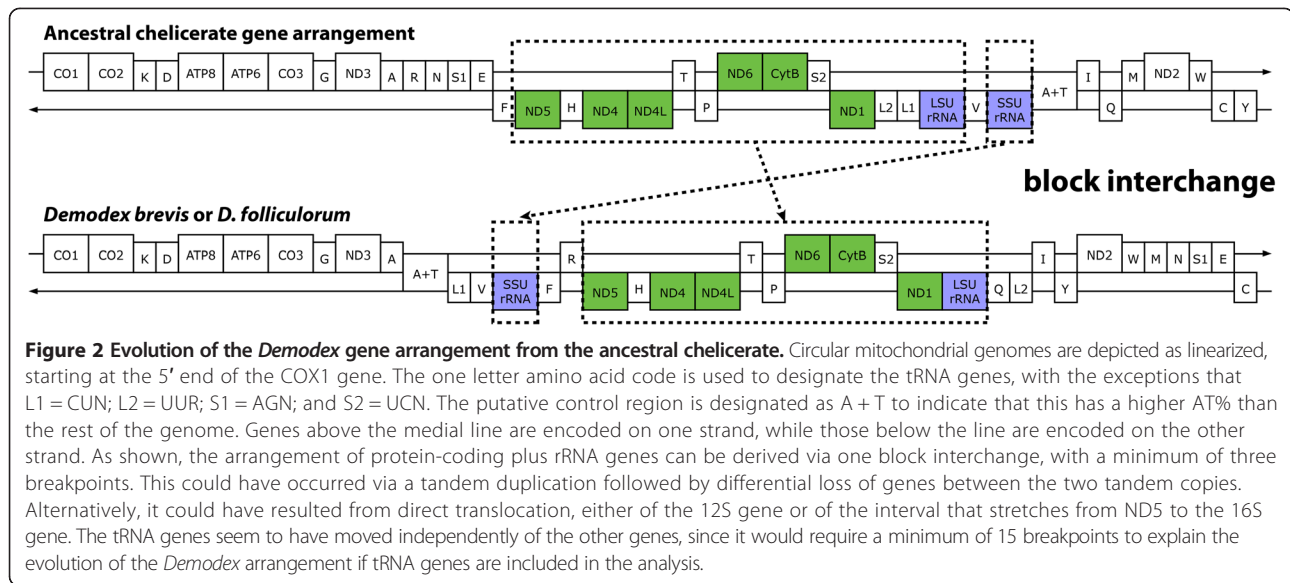 Ancestral chelicerate gene arrangement
CO1 CO2 K D ATP8 ATP6 CO3 G ND3 A R N S1 E T ND6 CytB S2 A+T I M ND2 W
F ND5 H ND4 ND4L P ND1 L2 L1 LSU rRNA V SSU rRNA Q C Y
block interchange
Demodex brevis or D. folliculorum
CO1 CO2 K D ATP8 ATP6 CO3 G ND3 A A+T R T ND6 CytB S2 I ND2 W M N S1 E
L1 V SSU rRNA F ND5 H ND4 ND4L P ND1 LSU rRNA Q L2 Y C
Figure 2 Evolution of the Demodex gene arrangement from the ancestral chelicerate. Circular mitochondrial genomes are depicted as linearized,
starting at the 5′ end of the COX1 gene. The one letter amino acid code is used to designate the tRNA genes, with the exceptions that
L1 = CUN; L2 = UUR; S1 = AGN; and S2 = UCN. The putative control region is designated as A + T to indicate that this has a higher AT% than
the rest of the genome. Genes above the medial line are encoded on one strand, while those below the line are encoded on the other
strand. As shown, the arrangement of protein-coding plus rRNA genes can be derived via one block interchange, with a minimum of three
breakpoints. This could have occurred via a tandem duplication followed by differential loss of genes between the two tandem copies.
Alternatively, it could have resulted from direct translocation, either of the 12S gene or of the interval that stretches from ND5 to the 16S
gene. The tRNA genes seem to have moved independently of the other genes, since it would require a minimum of 15 breakpoints to explain the
evolution of the Demodex arrangement if tRNA genes are included in the analysis.